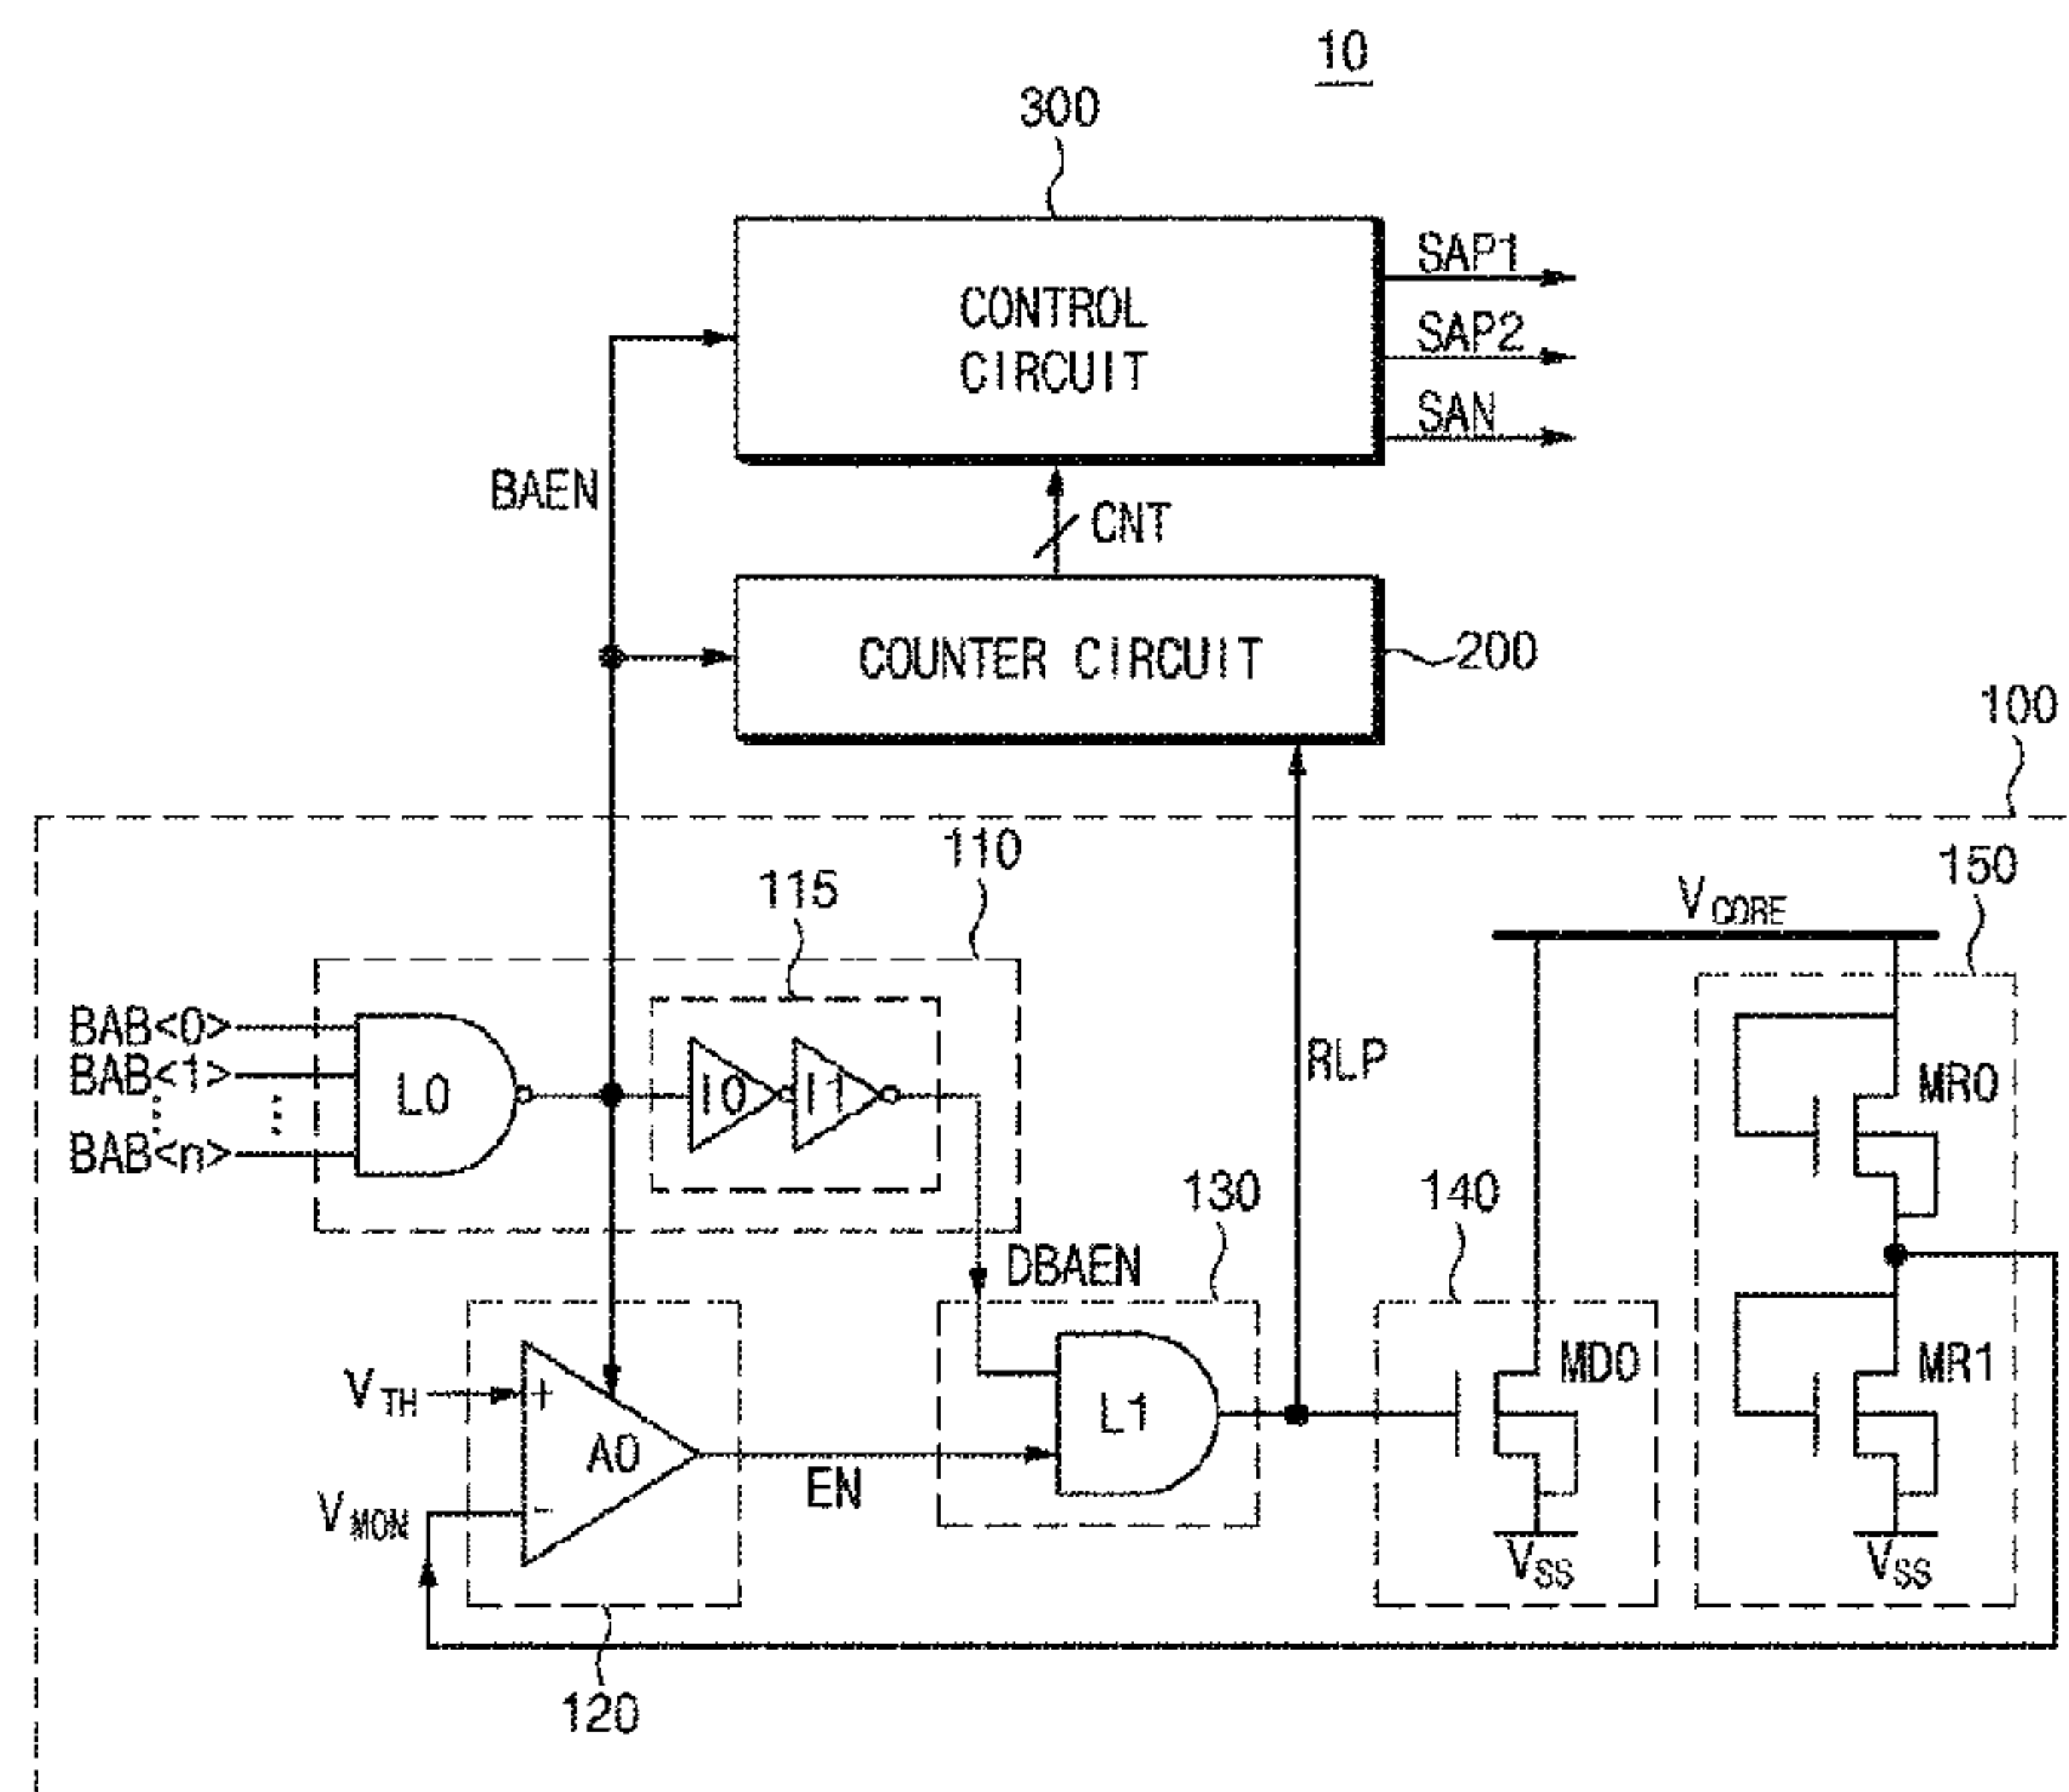 10
300
CONTROL
CIRCUIT
SAP1
SAP2
SAN
BAEN
CNT
COUNTER CIRCUIT
200
100
110
115
150
VCORE
BAB<0>
BAB<1>
BAB<n>
L0
I0
I1
RLP
MR0
130
140
DBAEN
VTH
+
A0
EN
L1
MD0
MR1
VMON
-
VSS
VSS
120